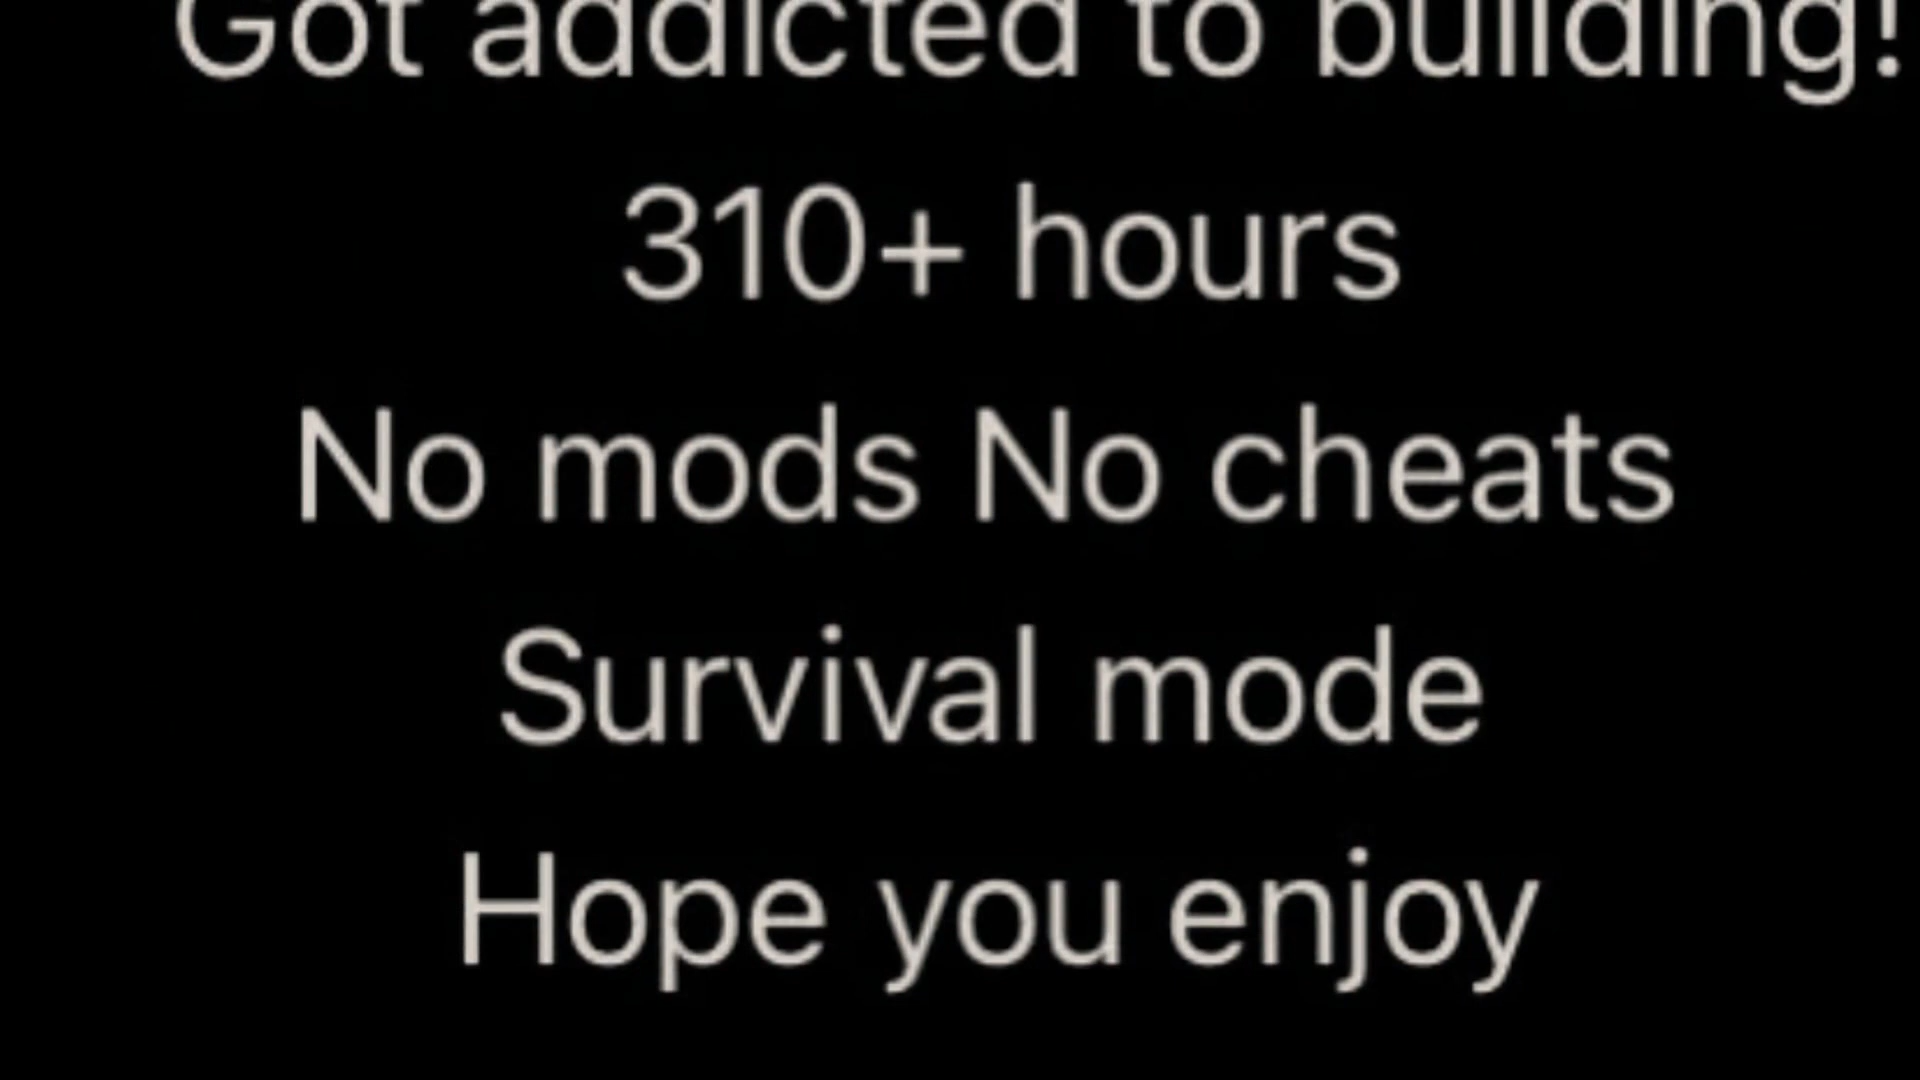 Got addicted to building!
310+ hours
No mods No cheats
Survival mode
Hope you enjoy